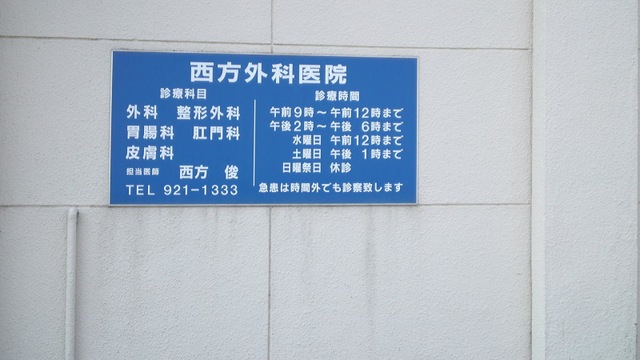 西方外科医院
診療科目
外科 整形外科
胃腸科 肛門科
皮膚科
担当医師 西方 俊
TEL 921-1333
診療時間
午前9時〜午前12時まで
午後2時〜午後 6時まで
水曜日 午前12時まで
土曜日 午後 1時まで
日曜祭日 休診
急患は時間外でも診察致します